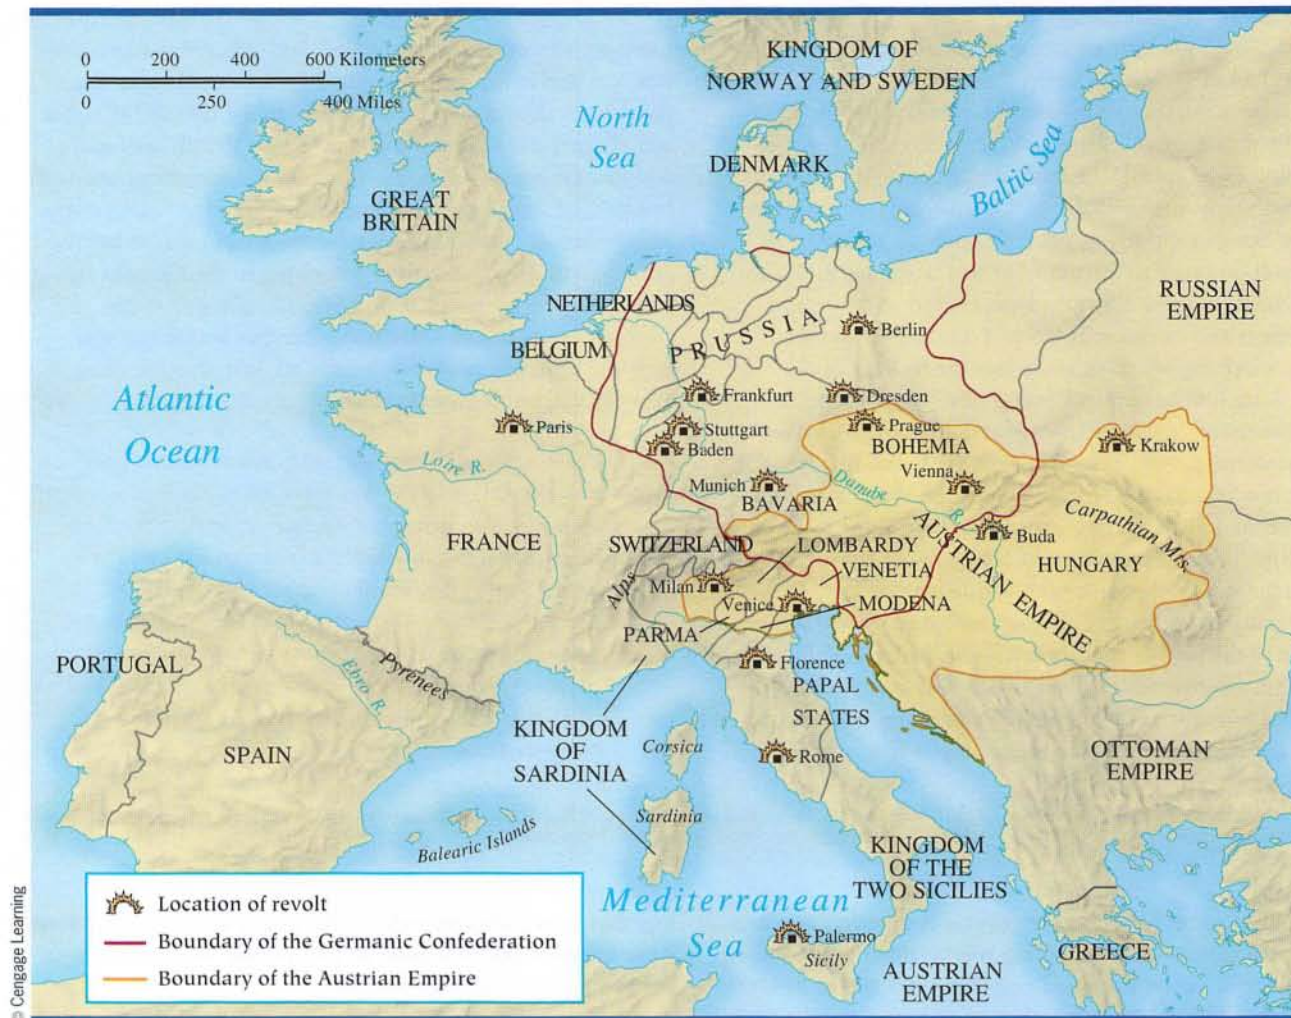 0 200 400 600 Kilometers
0 250 400 Miles
KINGDOM OF
NORWAY AND SWEDEN
North
Sea
DENMARK
Baltic Sea
GREAT
BRITAIN
RUSSIAN
EMPIRE
NETHERLANDS
PRUSSIA
Berlin
BELGIUM
Atlantic
Ocean
Frankfurt
Dresden
Paris
Stuttgart
Prague
Baden
BOHEMIA
Krakow
Loire R.
Munich
Vienna
BAVARIA
Danube
R.
Carpathian Mts.
FRANCE
SWITZERLAND
LOMBARDY
AUSTRIAN EMPIRE
Buda
HUNGARY
VENETIA
Alps
Milan
Venice
MODENA
PARMA
PORTUGAL
Pyrenees
Ebro R.
Florence
PAPAL
STATES
SPAIN
KINGDOM
OF
SARDINIA
Corsica
Rome
OTTOMAN
EMPIRE
Sardinia
Balearic Islands
KINGDOM
OF THE
TWO SICILIES
Mediterranean
Sea
Palermo
Sicily
AUSTRIAN
EMPIRE
GREECE
Location of revolt
Boundary of the Germanic Confederation
Boundary of the Austrian Empire
© Cengage Learning